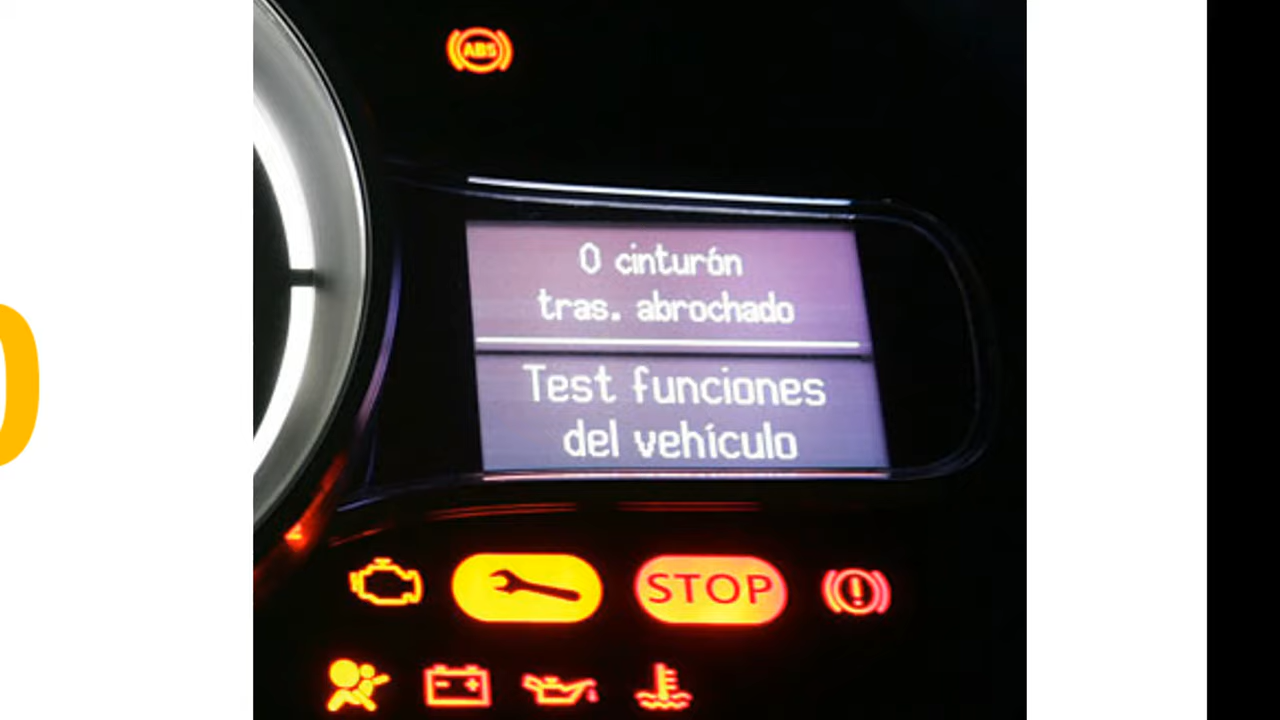 ABS
0 cinturón
tras. abrochado
Test funciones
del vehículo
STOP